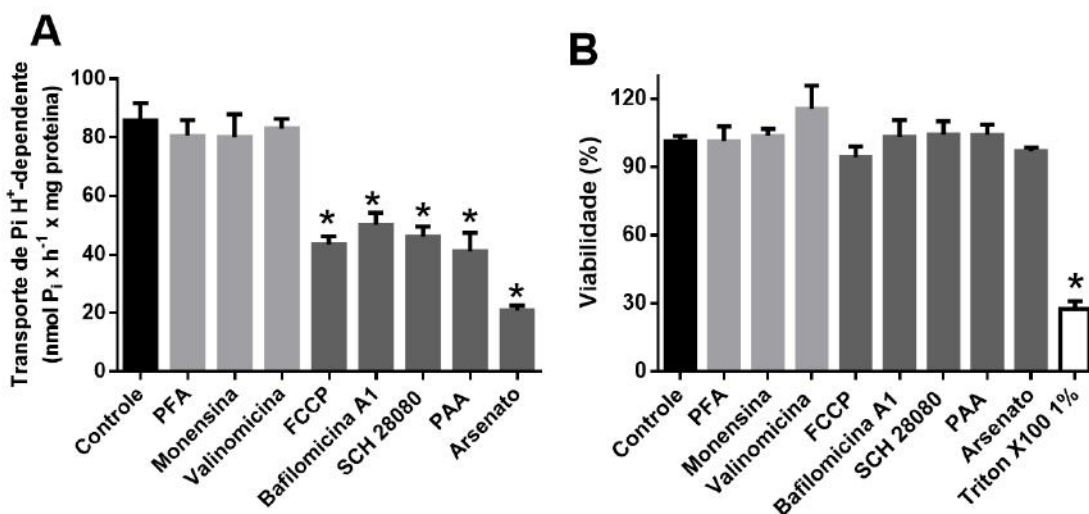 A
Transporte de Pi H⁺-dependente
(nmol Pᵢ x h⁻¹ x mg proteina)
100
80
60
40
20
0
*
*
*
*
*
Controle
PFA
Monensina
Valinomicina
FCCP
Bafilomicina A1
SCH 28080
PAA
Arsenato
B
Viabilidade (%)
120
90
60
30
0
*
Controle
PFA
Monensina
Valinomicina
FCCP
Bafilomicina A1
SCH 28080
PAA
Arsenato
Triton X100 1%